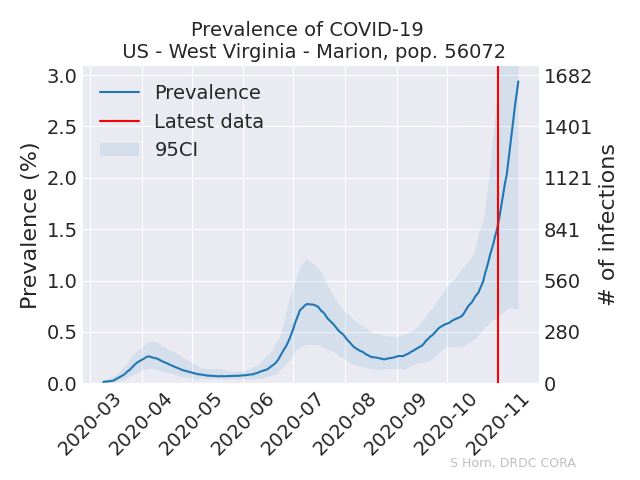 Prevalence of COVID-19
US - West Virginia - Marion, pop. 56072
Prevalence
Latest data
95CI
Prevalence (%)
3.0
2.5
2.0
1.5
1.0
0.5
0.0
1682
1401
1121
841
560
280
0
# of infections
2020-03
2020-04
2020-05
2020-06
2020-07
2020-08
2020-09
2020-10
2020-11
S Horn, DRDC CORA